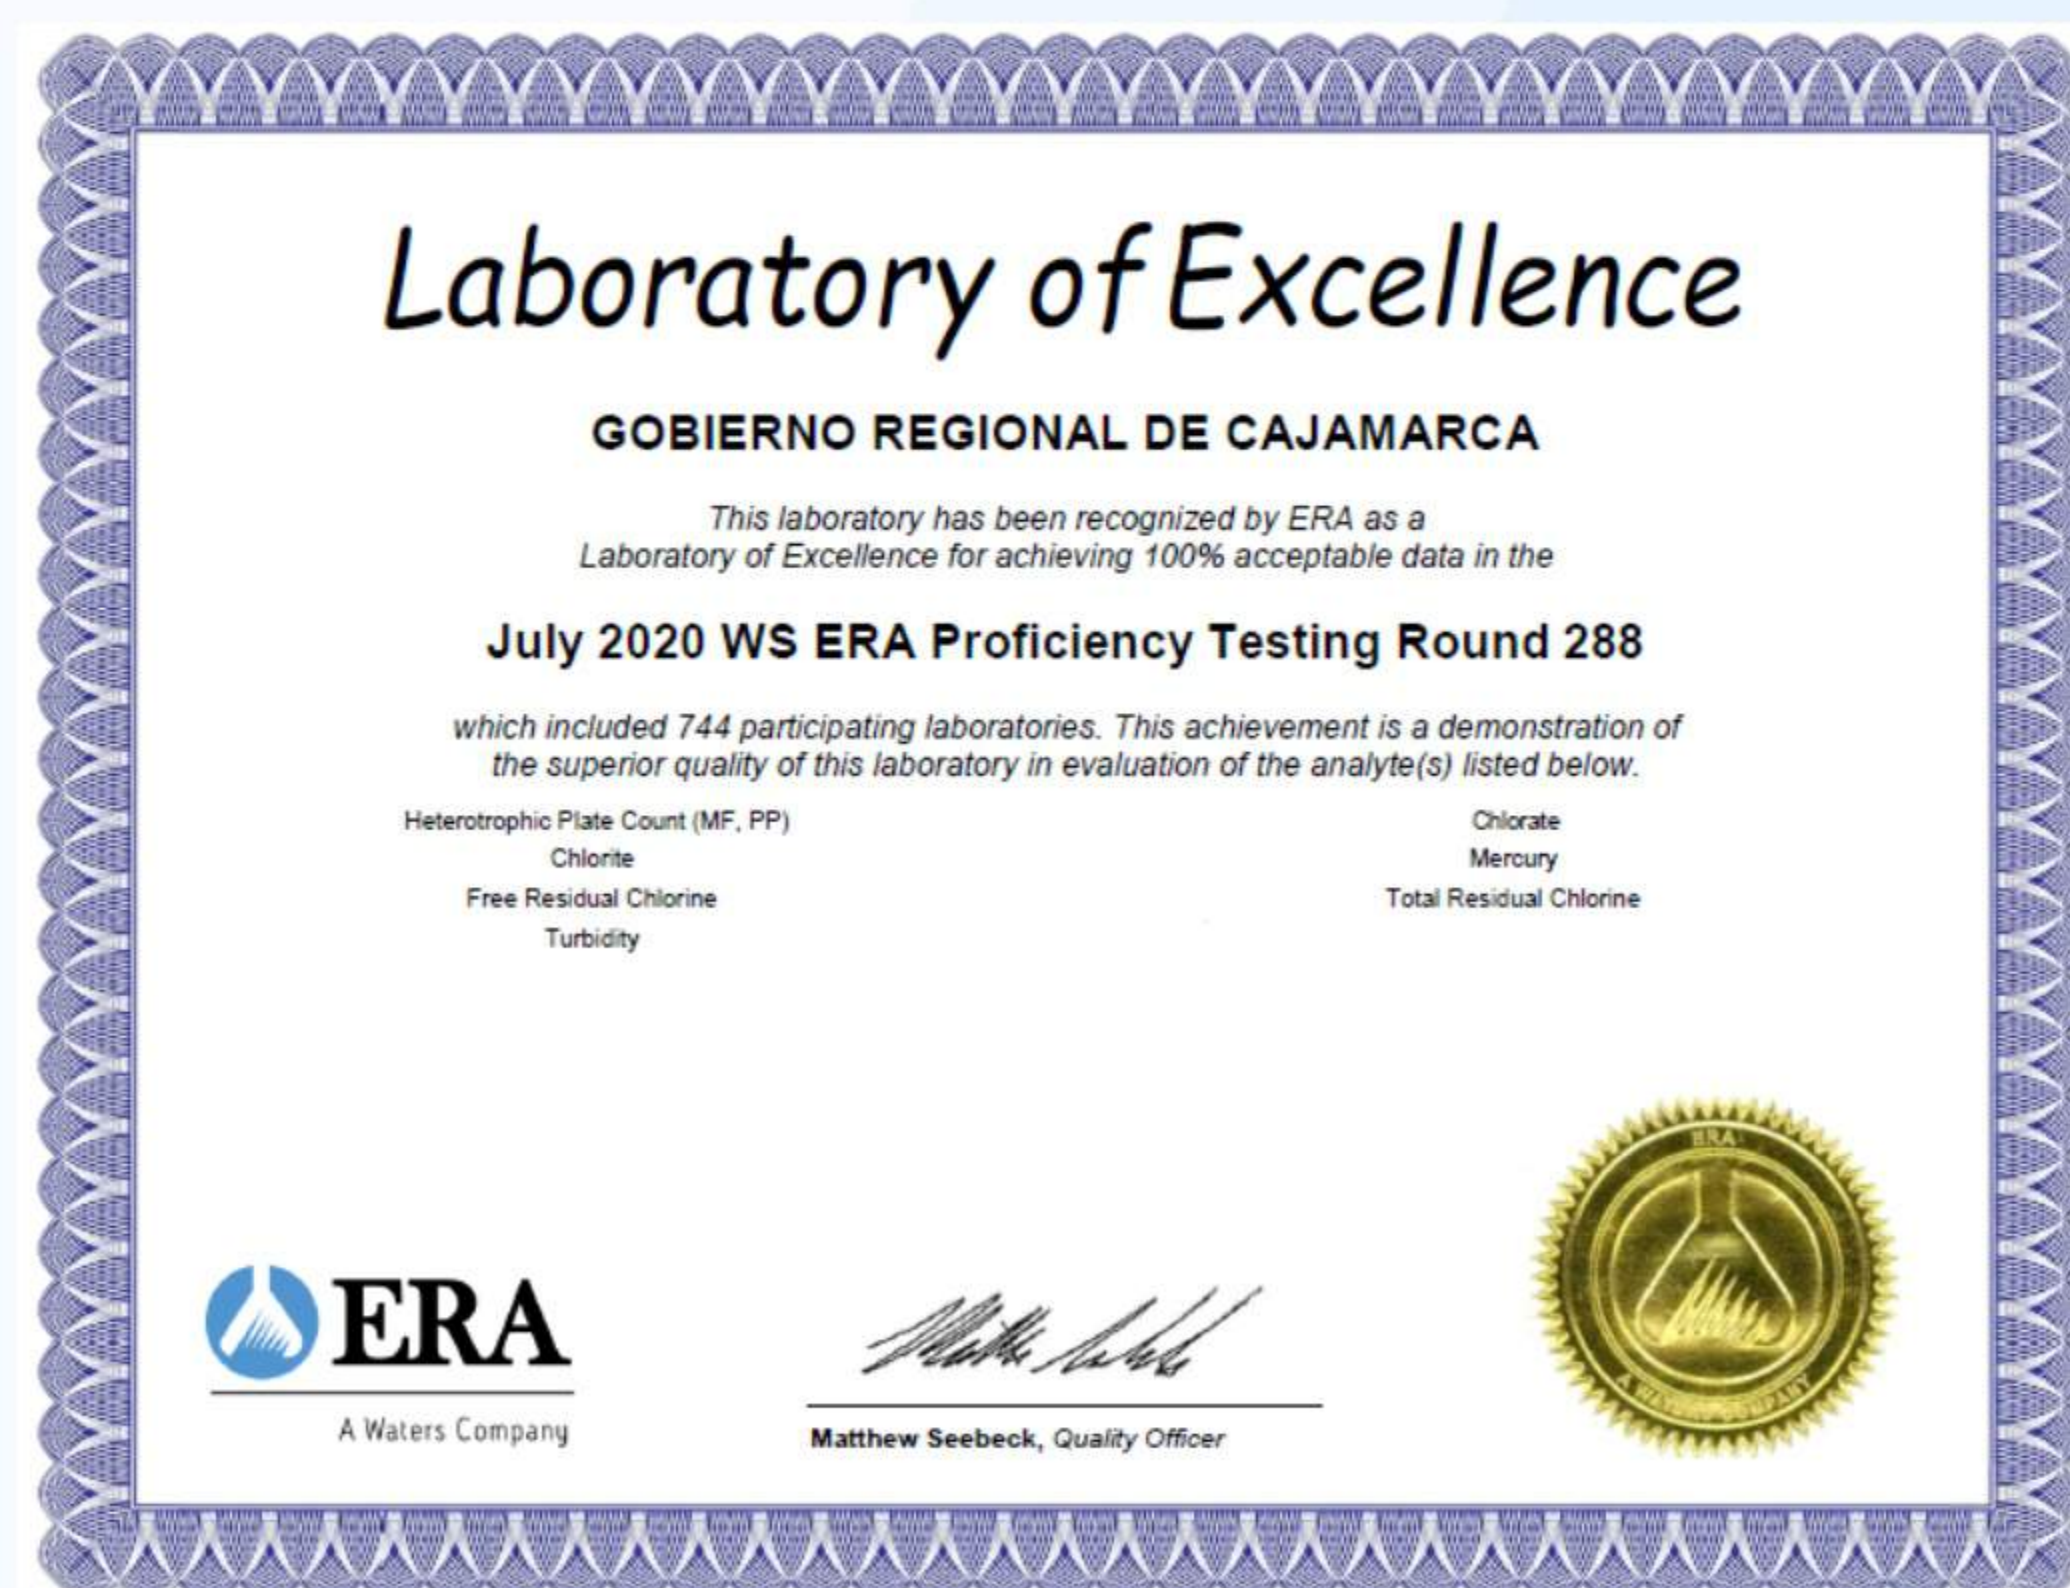 Laboratory of Excellence
GOBIERNO REGIONAL DE CAJAMARCA
This laboratory has been recognized by ERA as a
Laboratory of Excellence for achieving 100% acceptable data in the
July 2020 WS ERA Proficiency Testing Round 288
which included 744 participating laboratories. This achievement is a demonstration of
the superior quality of this laboratory in evaluation of the analyte(s) listed below.
Heterotrophic Plate Count (MF, PP)
Chlorate
Chlorite
Mercury
Free Residual Chlorine
Total Residual Chlorine
Turbidity
ERA
A WATERS COMPANY
ERA
A Waters Company
Matthew Seebeck, Quality Officer